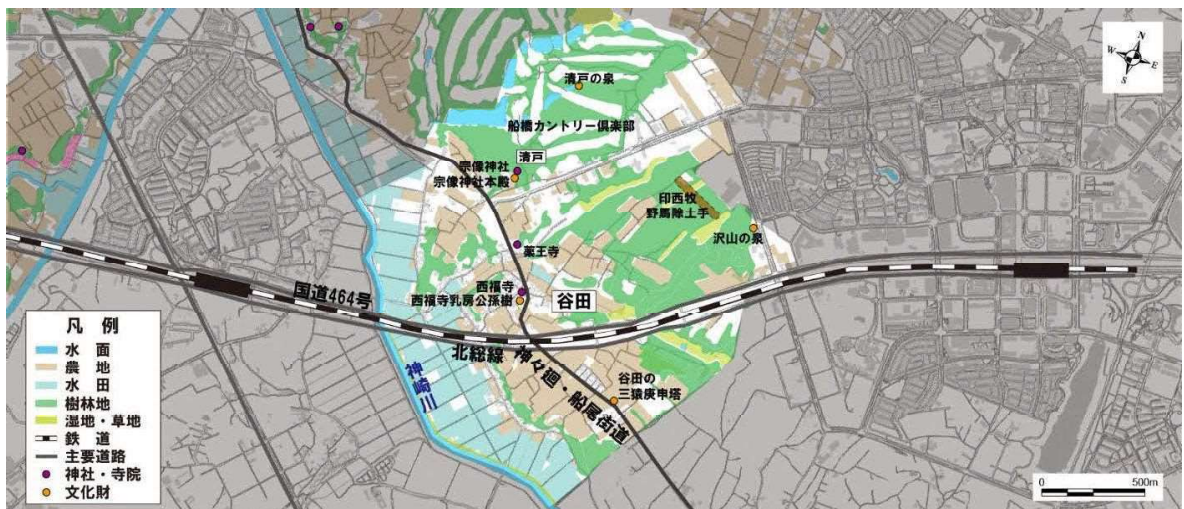 清戸の泉
船橋カントリー倶楽部
清戸
宗像神社
宗像神社本殿
印西牧
野馬除土手
沢山の泉
薬王寺
西福寺
西福寺乳房公孫樹
谷田
国道464号
北総線
神々廻・船尾街道
神崎川
谷田の
三猿庚申塔
N
W
E
S
凡 例
水 面
農 地
水 田
樹林地
湿地・草地
鉄 道
主要道路
神社・寺院
文化財
0 500m